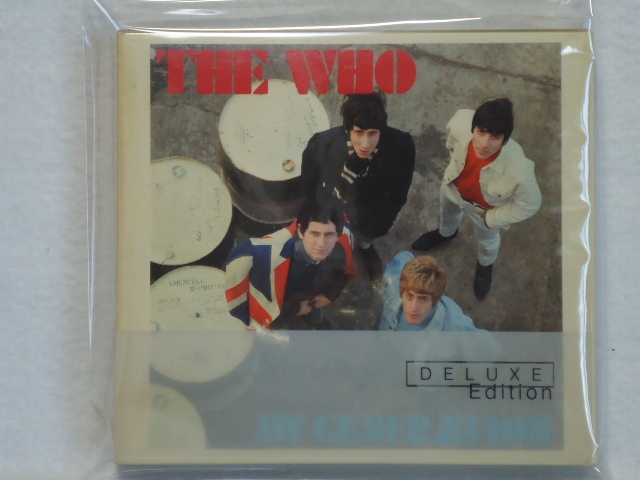 THE WHO
DELUXE
Edition
MY GENERATION